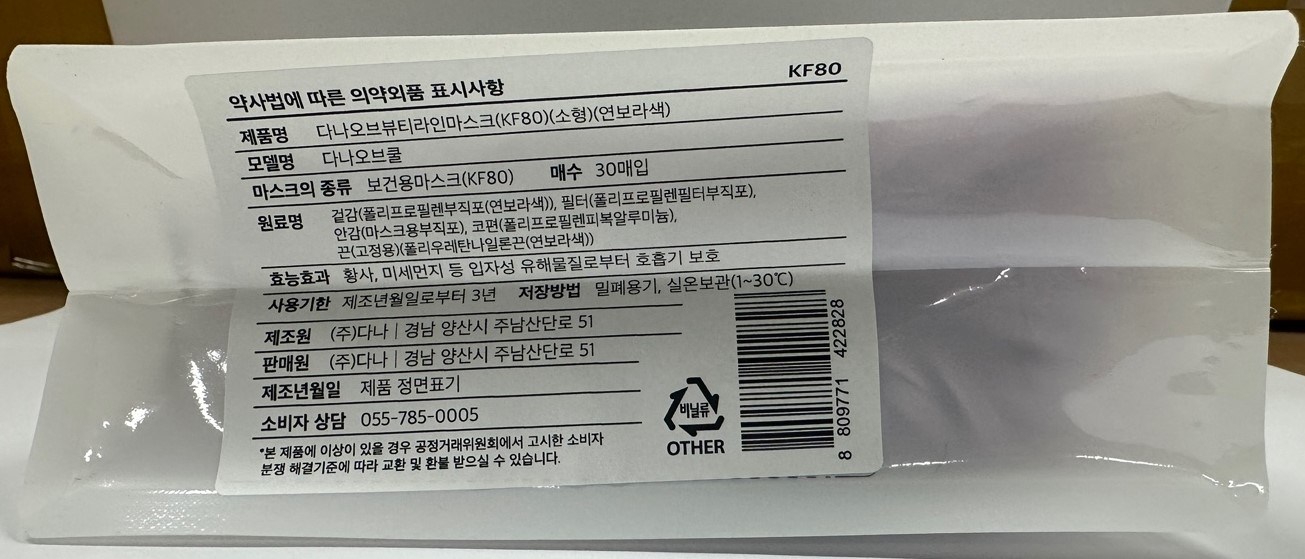 약사법에 따른 의약외품 표시사항 KF80
제품명 다나오브뷰티라인마스크(KF80)(소형)(연보라색)
모델명 다나오브쿨
마스크의 종류 보건용마스크(KF80) 매수 30매입
원료명 겉감(폴리프로필렌부직포(연보라색)), 필터(폴리프로필렌필터부직포),
안감(마스크용부직포), 코편(폴리프로필렌피복알루미늄),
끈(고정용)(폴리우레탄나일론끈(연보라색))
효능효과 황사, 미세먼지 등 입자성 유해물질로부터 호흡기 보호
사용기한 제조년월일로부터 3년 저장방법 밀폐용기, 실온보관(1~30℃)
제조원 (주)다나 | 경남 양산시 주남산단로 51
판매원 (주)다나 | 경남 양산시 주남산단로 51
제조년월일 제품 정면표기
소비자 상담 055-785-0005
*본 제품에 이상이 있을 경우 공정거래위원회에서 고시한 소비자
분쟁 해결기준에 따라 교환 및 환불 받으실 수 있습니다.
비닐류
OTHER
8 809771 422828